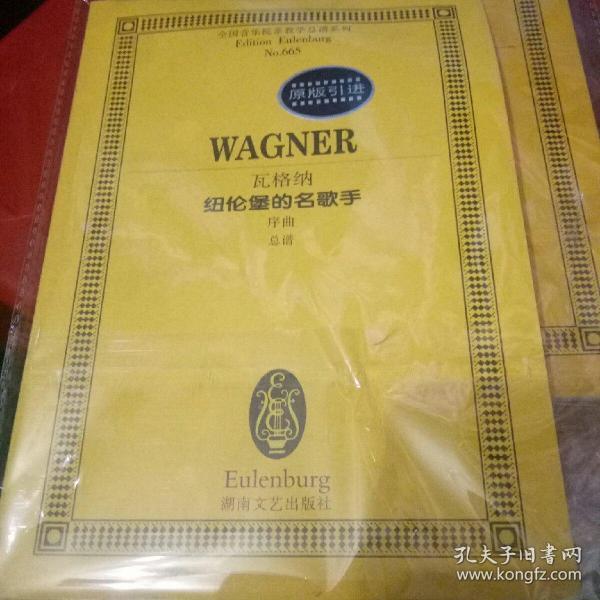 全国音乐院系教学总谱系列
Edition Eulenburg
No.665
原版引进
WAGNER
瓦格纳
纽伦堡的名歌手
序曲
总谱
Eulenburg
湖南文艺出版社
孔夫子旧书网
www.kongfz.com